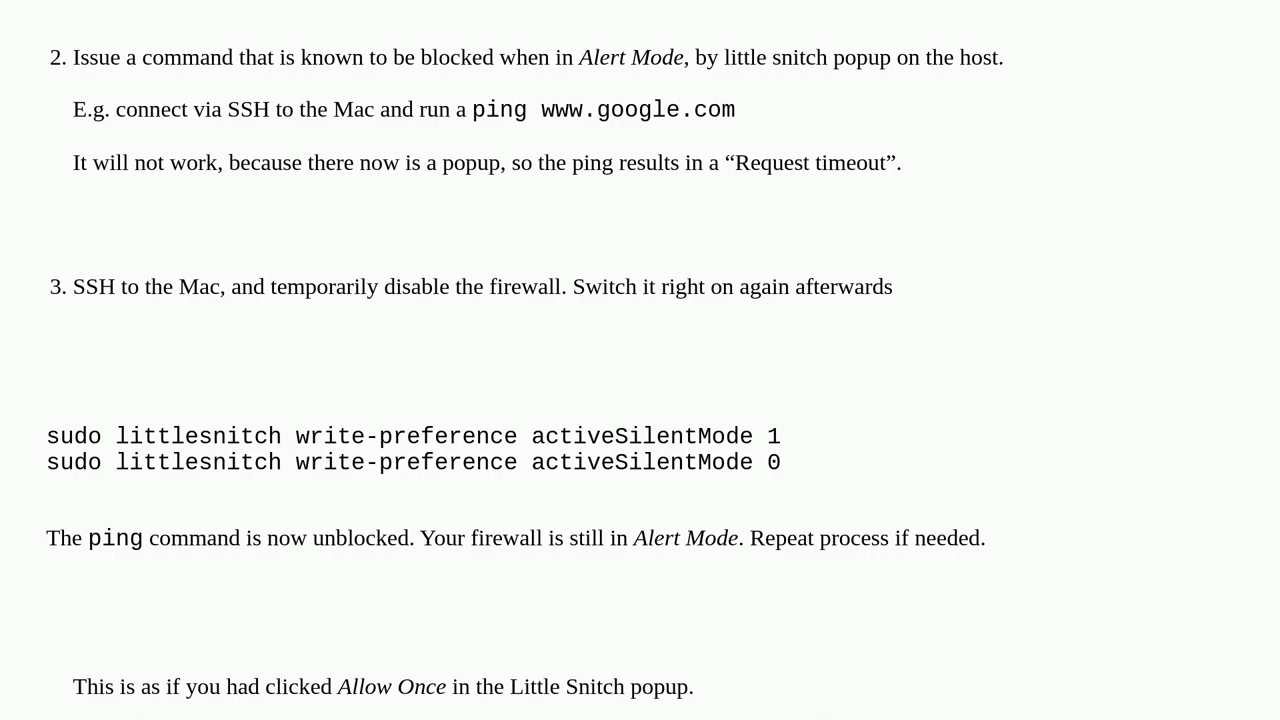 2. Issue a command that is known to be blocked when in Alert Mode, by little snitch popup on the host.
E.g. connect via SSH to the Mac and run a ping www.google.com
It will not work, because there now is a popup, so the ping results in a “Request timeout”.
3. SSH to the Mac, and temporarily disable the firewall. Switch it right on again afterwards
sudo littlesnitch write-preference activeSilentMode 1
sudo littlesnitch write-preference activeSilentMode 0
The ping command is now unblocked. Your firewall is still in Alert Mode. Repeat process if needed.
This is as if you had clicked Allow Once in the Little Snitch popup.